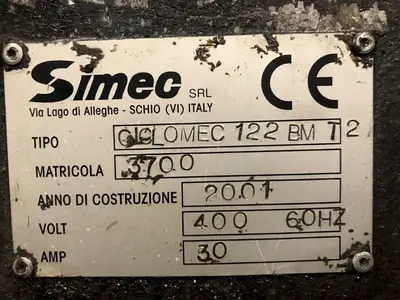 Simec SRL
CE
Via Lago di Alleghe - SCHIO (VI) ITALY
TIPO CICLOMEC 122 BM T2
MATRICOLA 3700
ANNO DI COSTRUZIONE 2001
VOLT 400 60HZ
AMP 30